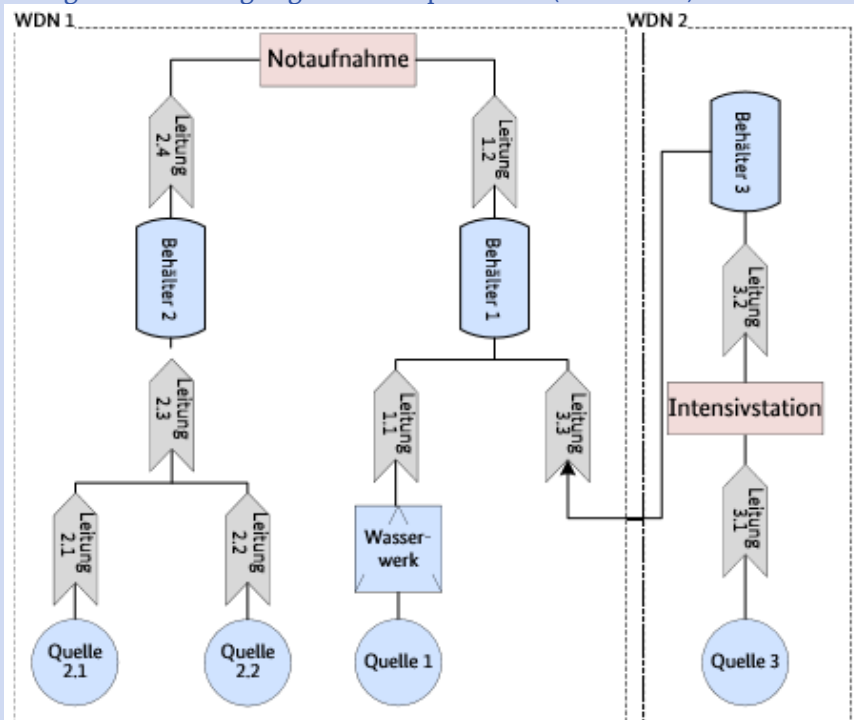 WDN 1
WDN 2
Notaufnahme
Leitung
2.4
Leitung
1.2
Behälter 3
Behälter 2
Behälter 1
Leitung
3.2
Leitung
2.3
Leitung
1.1
Leitung
3.3
Intensivstation
Leitung
2.1
Leitung
2.2
Wasser-
werk
Leitung
3.1
Quelle
2.1
Quelle
2.2
Quelle 1
Quelle 3